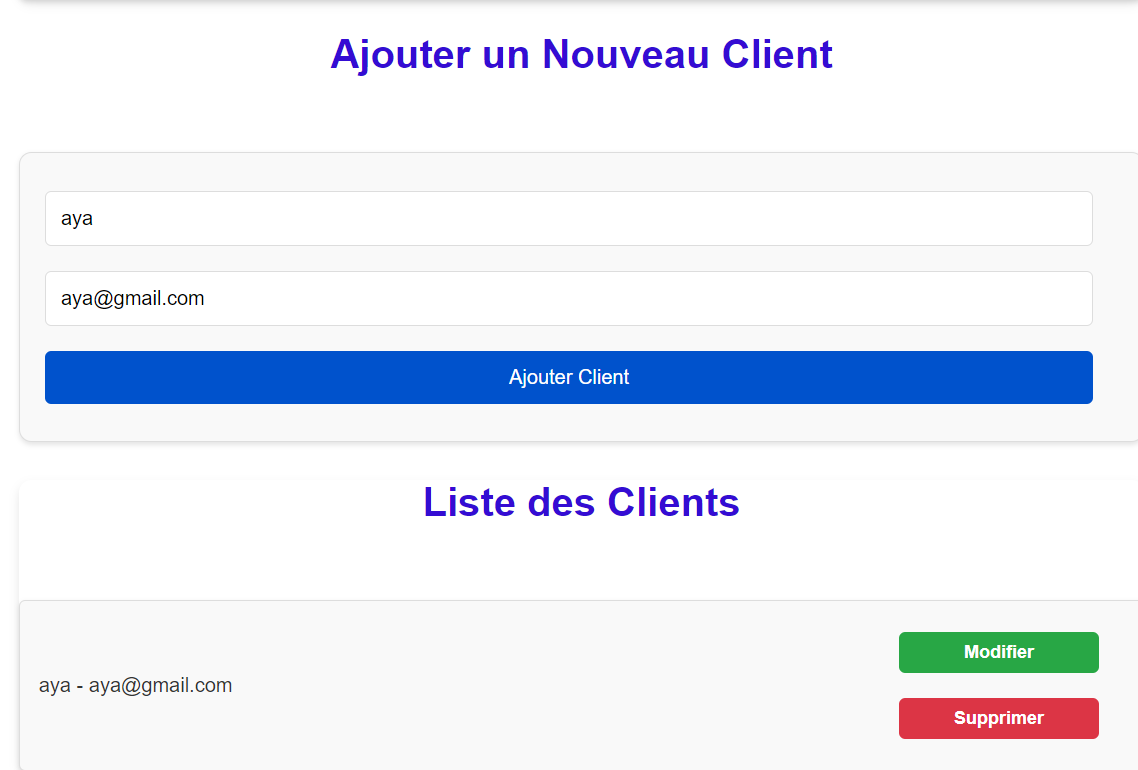 Ajouter un Nouveau Client
aya
aya@gmail.com
Ajouter Client
Liste des Clients
Modifier
aya - aya@gmail.com
Supprimer